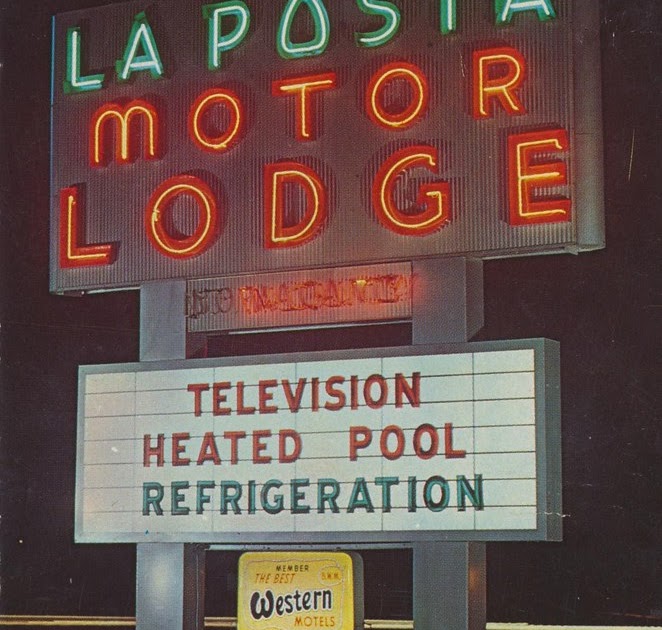 LA POSTA
MOTOR
LODGE
TELEVISION
HEATED POOL
REFRIGERATION
MEMBER
THE BEST B.W.M.
Western
MOTELS